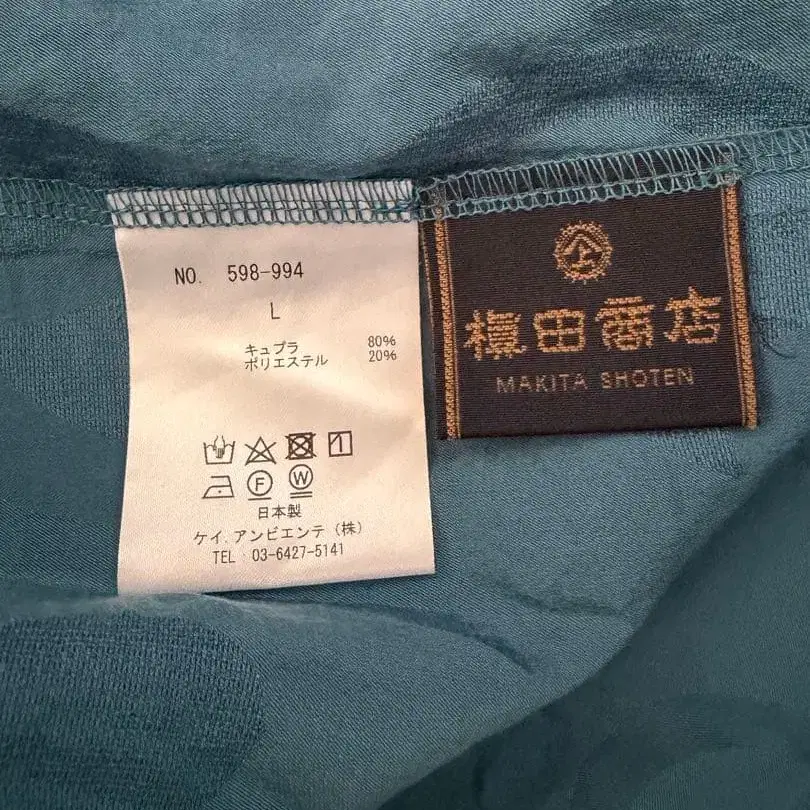 NO. 598-994
L
キュプラ 80%
ポリエステル 20%
F W
日本製
ケイ.アンビエンテ(株)
TEL 03-6427-5141
槙田商店
MAKITA SHOTEN